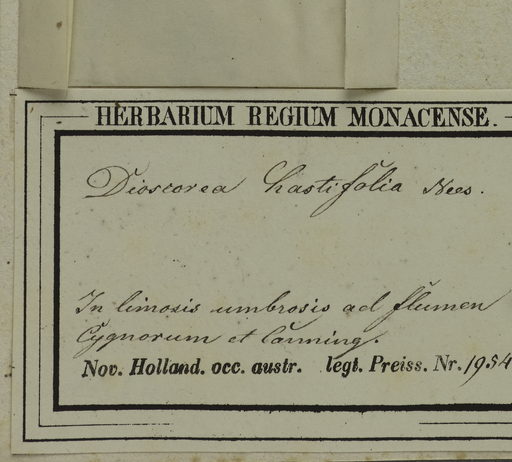 HERBARIUM REGIUM MONACENSE.
Dioscorea hastifolia Nees.
In limosis umbrosis ad flumen
Cygnorum et Canning.
Nov. Holland. occ. austr. legt. Preiss. Nr. 1954